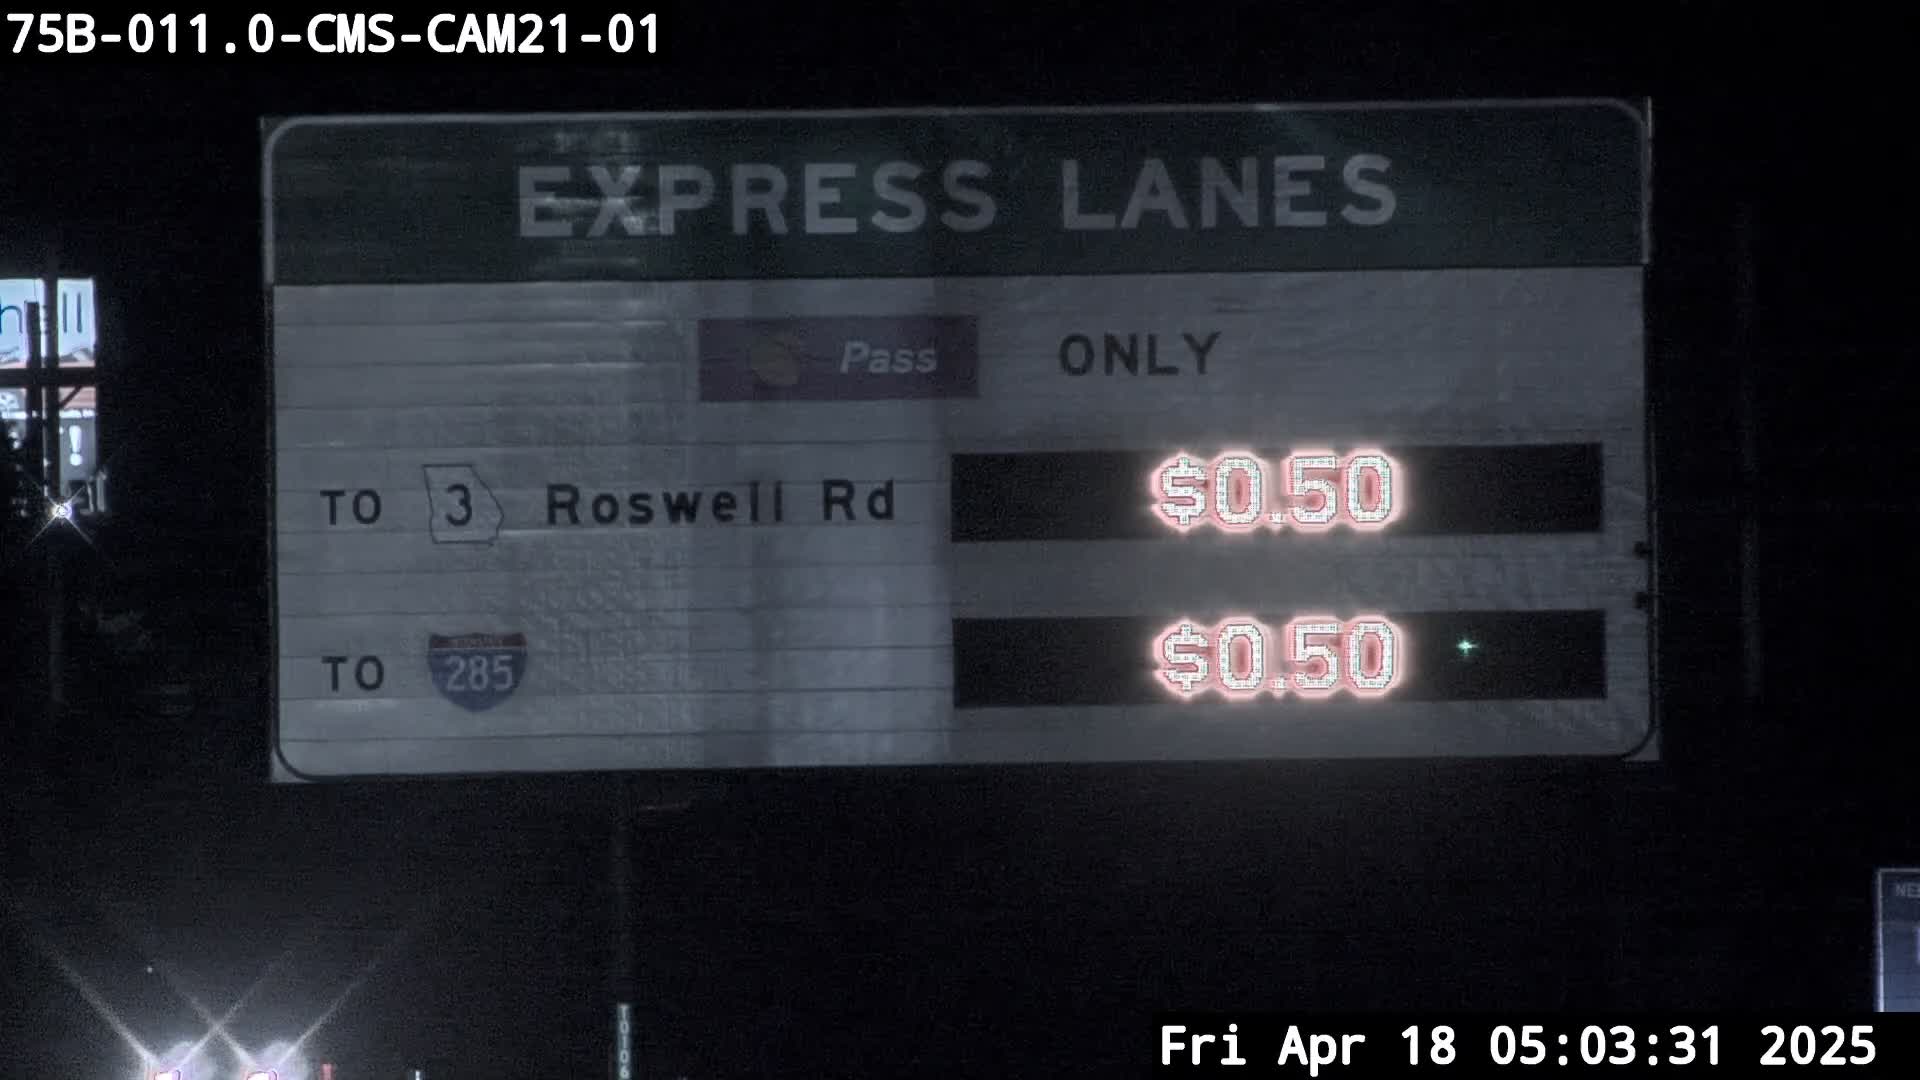 75B-011.0-CMS-CAM21-01
EXPRESS LANES
Pass ONLY
TO 3 Roswell Rd $0.50
TO 285 $0.50
Fri Apr 18 05:03:31 2025